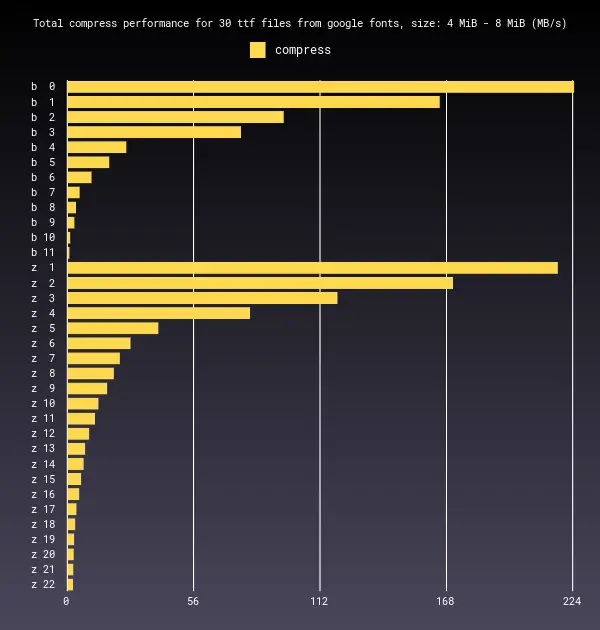 Total compress performance for 30 ttf files from google fonts, size: 4 MiB - 8 MiB (MB/s)
compress
b 0
b 1
b 2
b 3
b 4
b 5
b 6
b 7
b 8
b 9
b 10
b 11
z 1
z 2
z 3
z 4
z 5
z 6
z 7
z 8
z 9
z 10
z 11
z 12
z 13
z 14
z 15
z 16
z 17
z 18
z 19
z 20
z 21
z 22
0 56 112 168 224